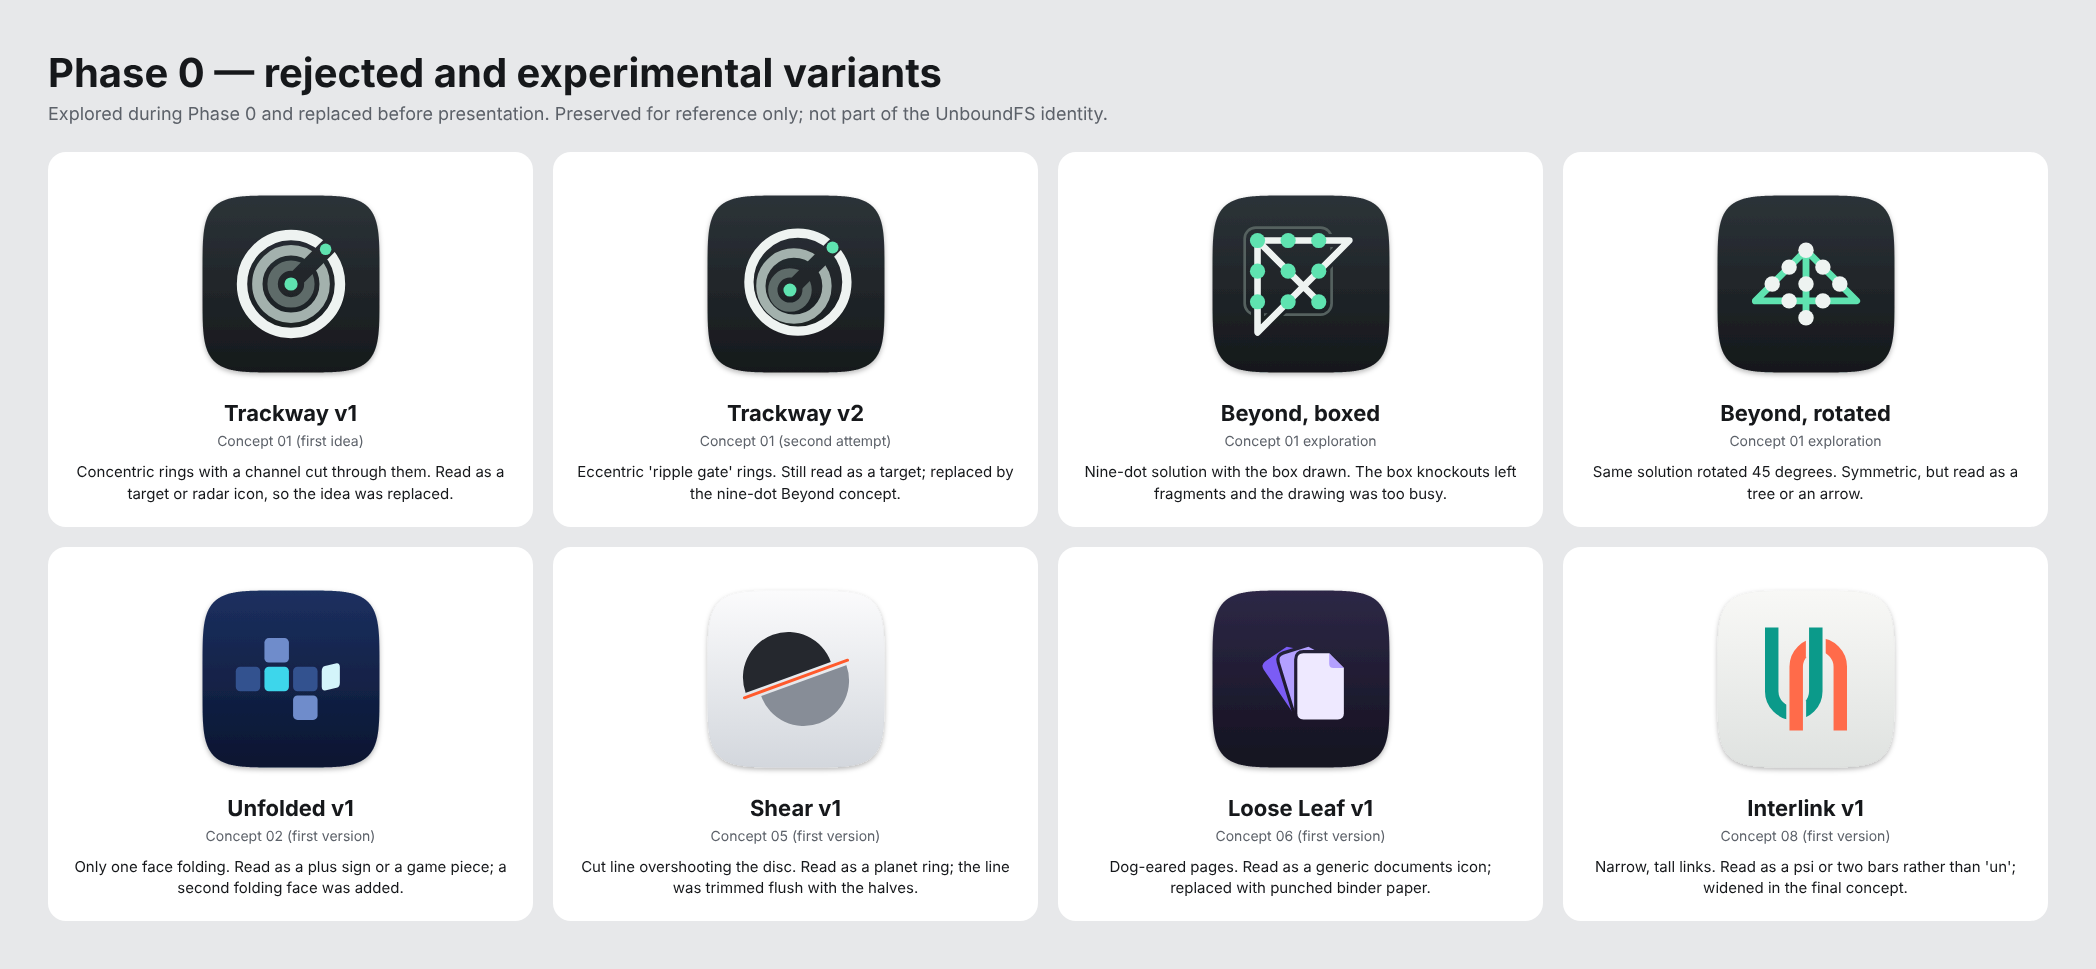 Phase 0 — rejected and experimental variants
Explored during Phase 0 and replaced before presentation. Preserved for reference only; not part of the UnboundFS identity.
Trackway v1
Concept 01 (first idea)
Concentric rings with a channel cut through them. Read as a
target or radar icon, so the idea was replaced.
Trackway v2
Concept 01 (second attempt)
Eccentric 'ripple gate' rings. Still read as a target; replaced by
the nine-dot Beyond concept.
Beyond, boxed
Concept 01 exploration
Nine-dot solution with the box drawn. The box knockouts left
fragments and the drawing was too busy.
Beyond, rotated
Concept 01 exploration
Same solution rotated 45 degrees. Symmetric, but read as a
tree or an arrow.
Unfolded v1
Concept 02 (first version)
Only one face folding. Read as a plus sign or a game piece; a
second folding face was added.
Shear v1
Concept 05 (first version)
Cut line overshooting the disc. Read as a planet ring; the line
was trimmed flush with the halves.
Loose Leaf v1
Concept 06 (first version)
Dog-eared pages. Read as a generic documents icon;
replaced with punched binder paper.
Interlink v1
Concept 08 (first version)
Narrow, tall links. Read as a psi or two bars rather than 'un';
widened in the final concept.